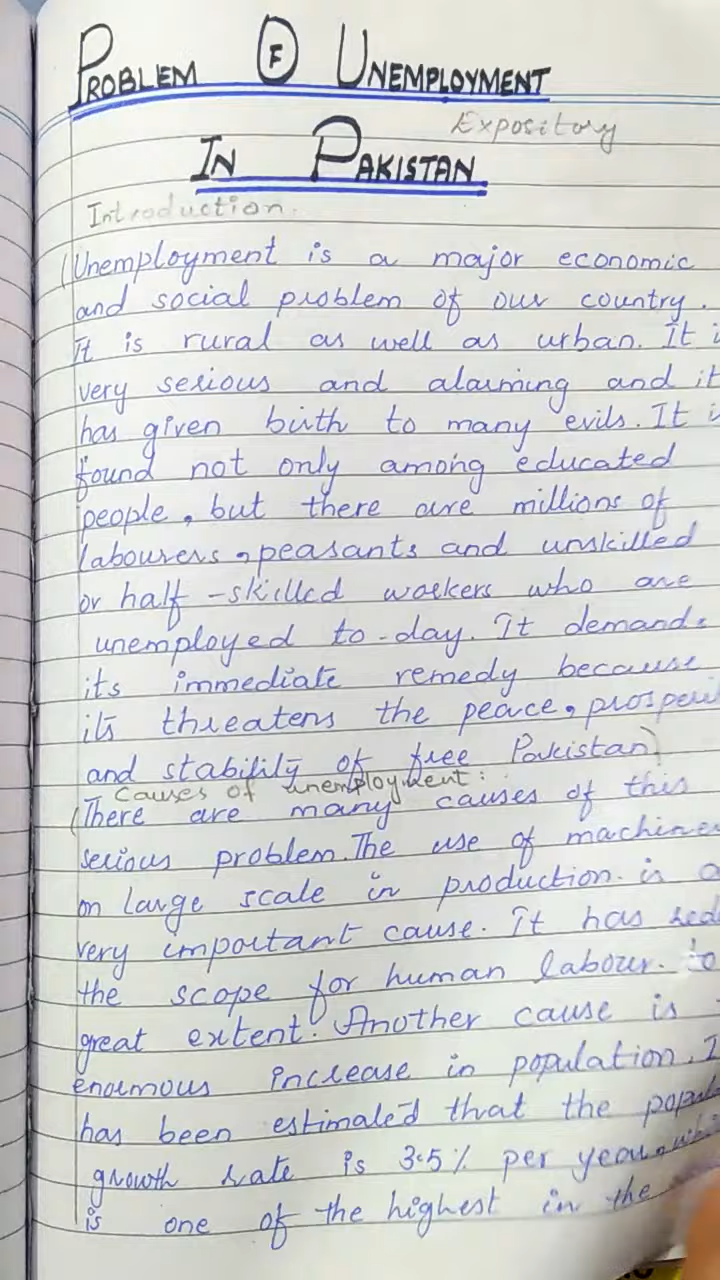 PROBLEM OF UNEMPLOYMENT
Expository
IN PAKISTAN
Introduction.
(Unemployment is a major economic
and social problem of our country.
It is rural as well as urban. It i
very serious and alarming and it
has given birth to many evils. It i
found not only among educated
people, but there are millions of
labourers, peasants and unskilled
or half-skilled workers who are
unemployed to-day. It demands
its immediate remedy because
its threatens the peace, prosperi
and stability of free Pakistan)
Causes of unemployment:
(There are many causes of this
serious problem. The use of machines
on large scale in production. is a
very important cause. It has red
the scope for human labour. to
great extent. Another cause is
enormous increase in population. I
has been estimated that the popul
growth rate is 3.5% per year, whi
is one of the highest in the